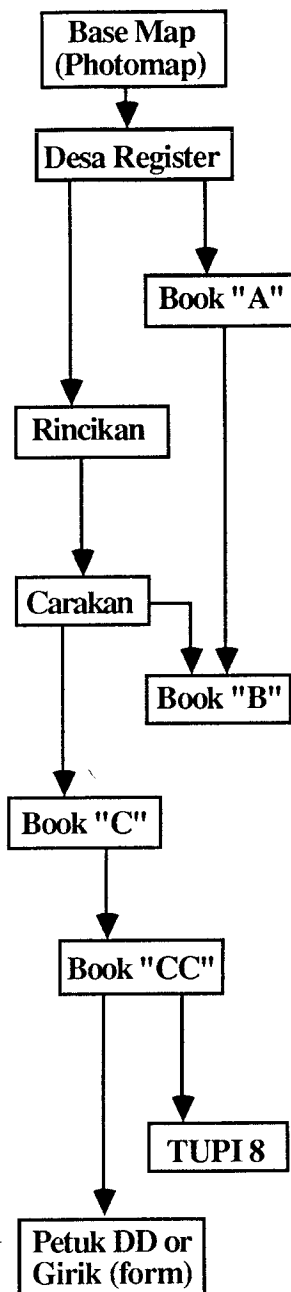 Base Map
(Photomap)
Desa Register
Book "A"
Rincikan
Carakan
Book "B"
Book "C"
Book "CC"
TUPI 8
Petuk DD or
Girik (form)